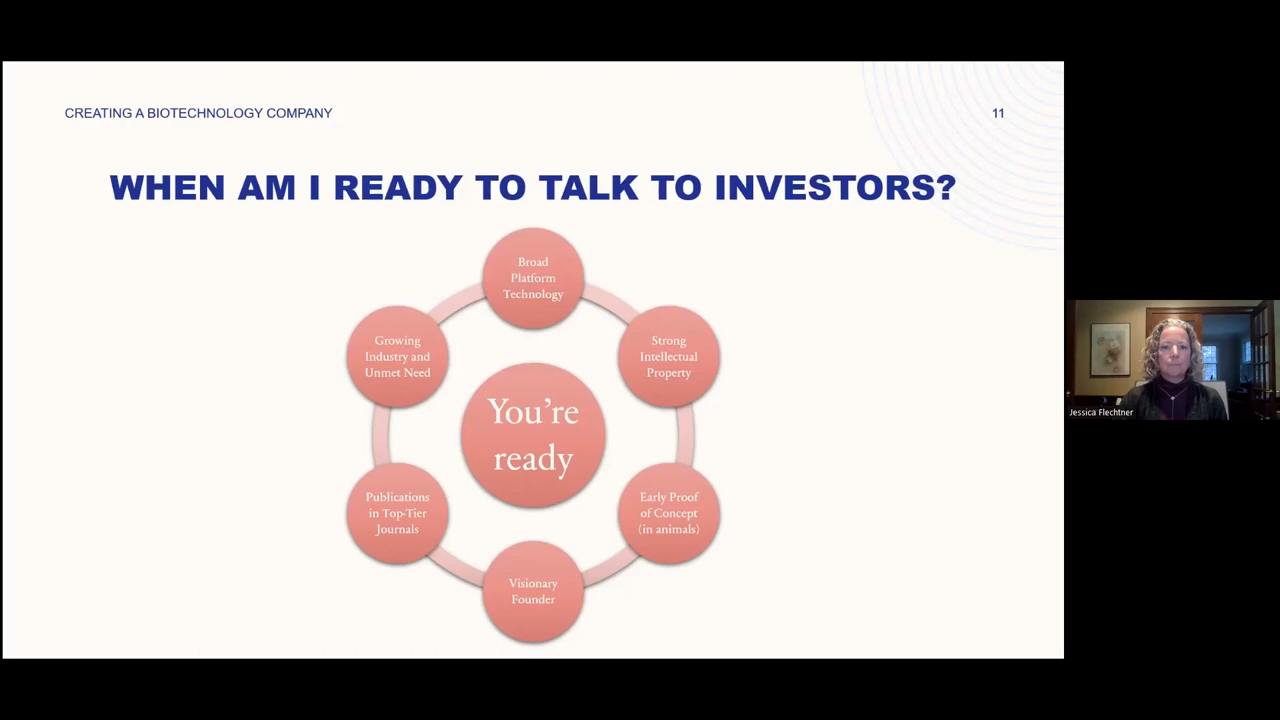 CREATING A BIOTECHNOLOGY COMPANY
11
WHEN AM I READY TO TALK TO INVESTORS?
Broad
Platform
Technology
Strong
Intellectual
Property
Early Proof
of Concept
(in animals)
Visionary
Founder
Publications
in Top-Tier
Journals
Growing
Industry and
Unmet Need
You're
ready
Jessica Flechtner